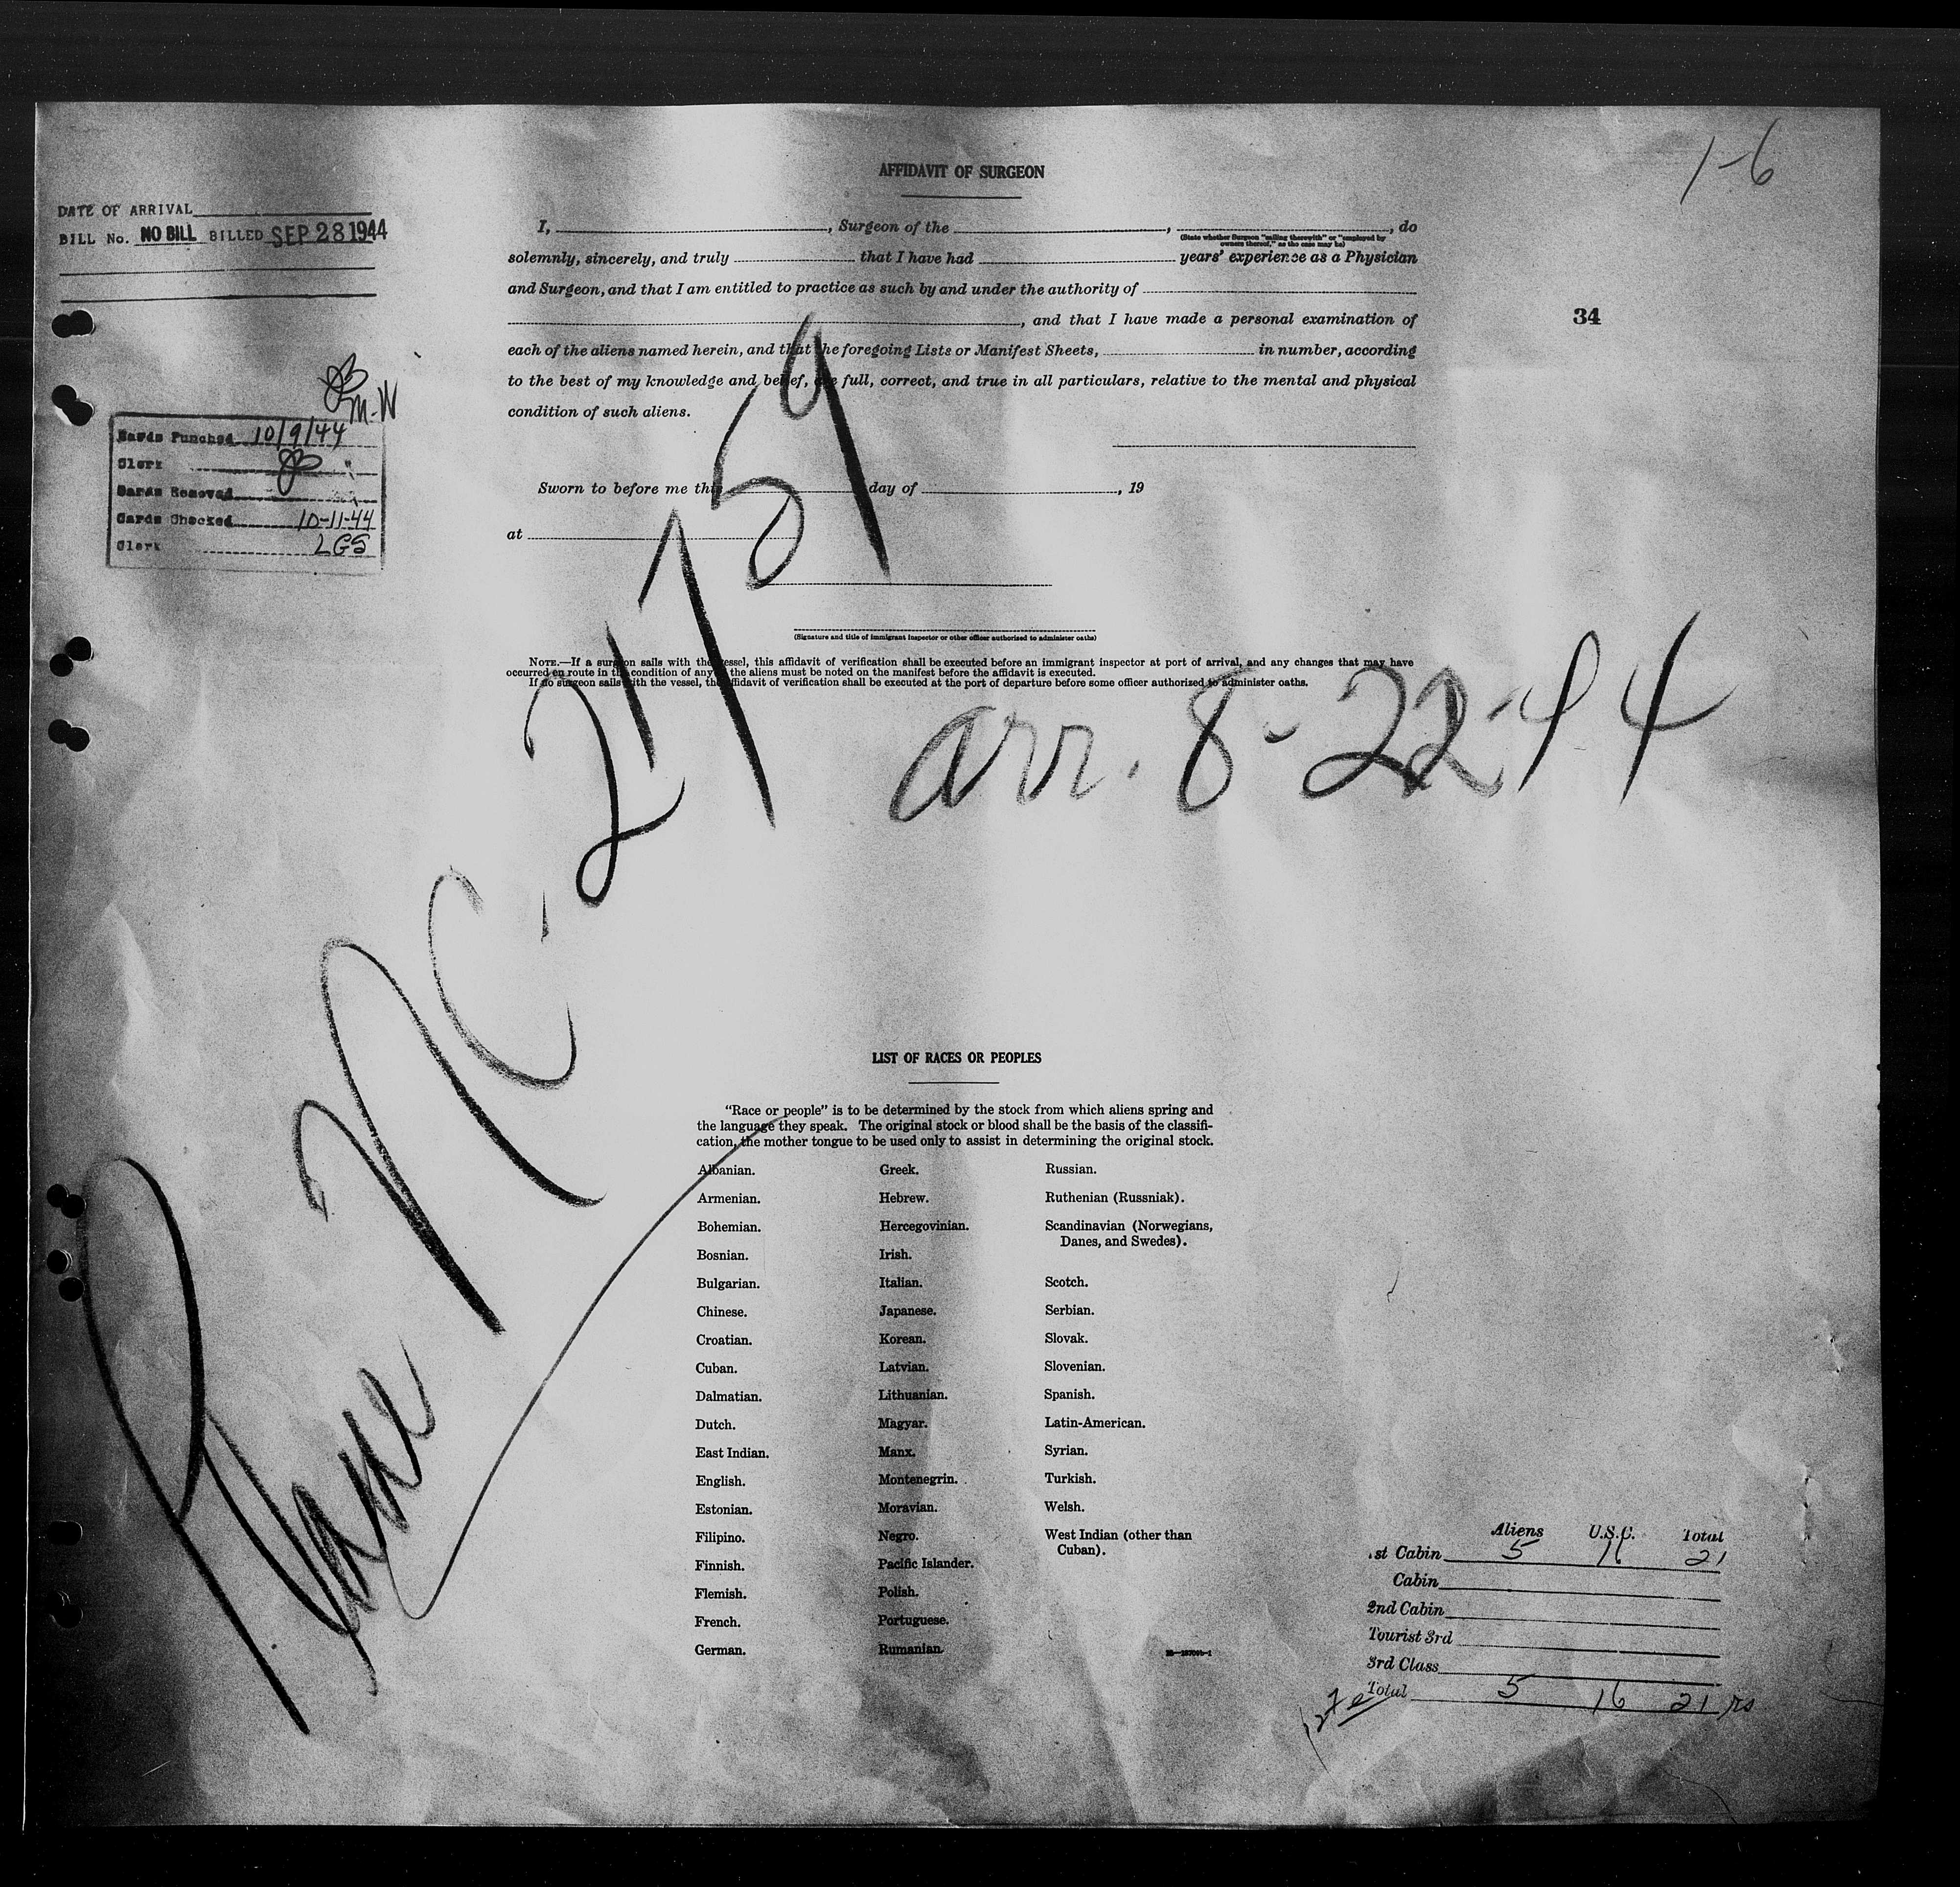 1-6
AFFIDAVIT OF SURGEON
DATE OF ARRIVAL
BILL No. NO BILL BILLED SEP 28 1944
I, , Surgeon of the , , do
(State whether Surgeon "sailing therewith" or "employed by
owners thereof," as the case may be)
solemnly, sincerely, and truly that I have had years' experience as a Physician
and Surgeon, and that I am entitled to practice as such by and under the authority of
, and that I have made a personal examination of
34
each of the aliens named herein, and that the foregoing Lists or Manifest Sheets, in number, according
to the best of my knowledge and belief, are full, correct, and true in all particulars, relative to the mental and physical
condition of such aliens.
M-W
Cards Punched 10/9/44
Clerk
Cards Removed
Cards Checked 10-11-44
Clerk LGS
Sworn to before me this day of , 19
at
(Signature and title of immigrant inspector or other officer authorized to administer oaths)
NOTE.—If a surgeon sails with the vessel, this affidavit of verification shall be executed before an immigrant inspector at port of arrival, and any changes that may have
occurred en route in the condition of any of the aliens must be noted on the manifest before the affidavit is executed.
If no surgeon sails with the vessel, the affidavit of verification shall be executed at the port of departure before some officer authorized to administer oaths.
Plane NC-21759
arr. 8-22-44
LIST OF RACES OR PEOPLES
"Race or people" is to be determined by the stock from which aliens spring and
the language they speak. The original stock or blood shall be the basis of the classifi-
cation, the mother tongue to be used only to assist in determining the original stock.
Albanian.
Armenian.
Bohemian.
Bosnian.
Bulgarian.
Chinese.
Croatian.
Cuban.
Dalmatian.
Dutch.
East Indian.
English.
Estonian.
Filipino.
Finnish.
Flemish.
French.
German.
Greek.
Hebrew.
Hercegovinian.
Irish.
Italian.
Japanese.
Korean.
Latvian.
Lithuanian.
Magyar.
Manx.
Montenegrin.
Moravian.
Negro.
Pacific Islander.
Polish.
Portuguese.
Rumanian.
Russian.
Ruthenian (Russniak).
Scandinavian (Norwegians,
Danes, and Swedes).
Scotch.
Serbian.
Slovak.
Slovenian.
Spanish.
Latin-American.
Syrian.
Turkish.
Welsh.
West Indian (other than
Cuban).
Aliens U.S.C. Total
1st Cabin 5 16 21
Cabin
2nd Cabin
Tourist 3rd
3rd Class
Total 5 16 21 rs